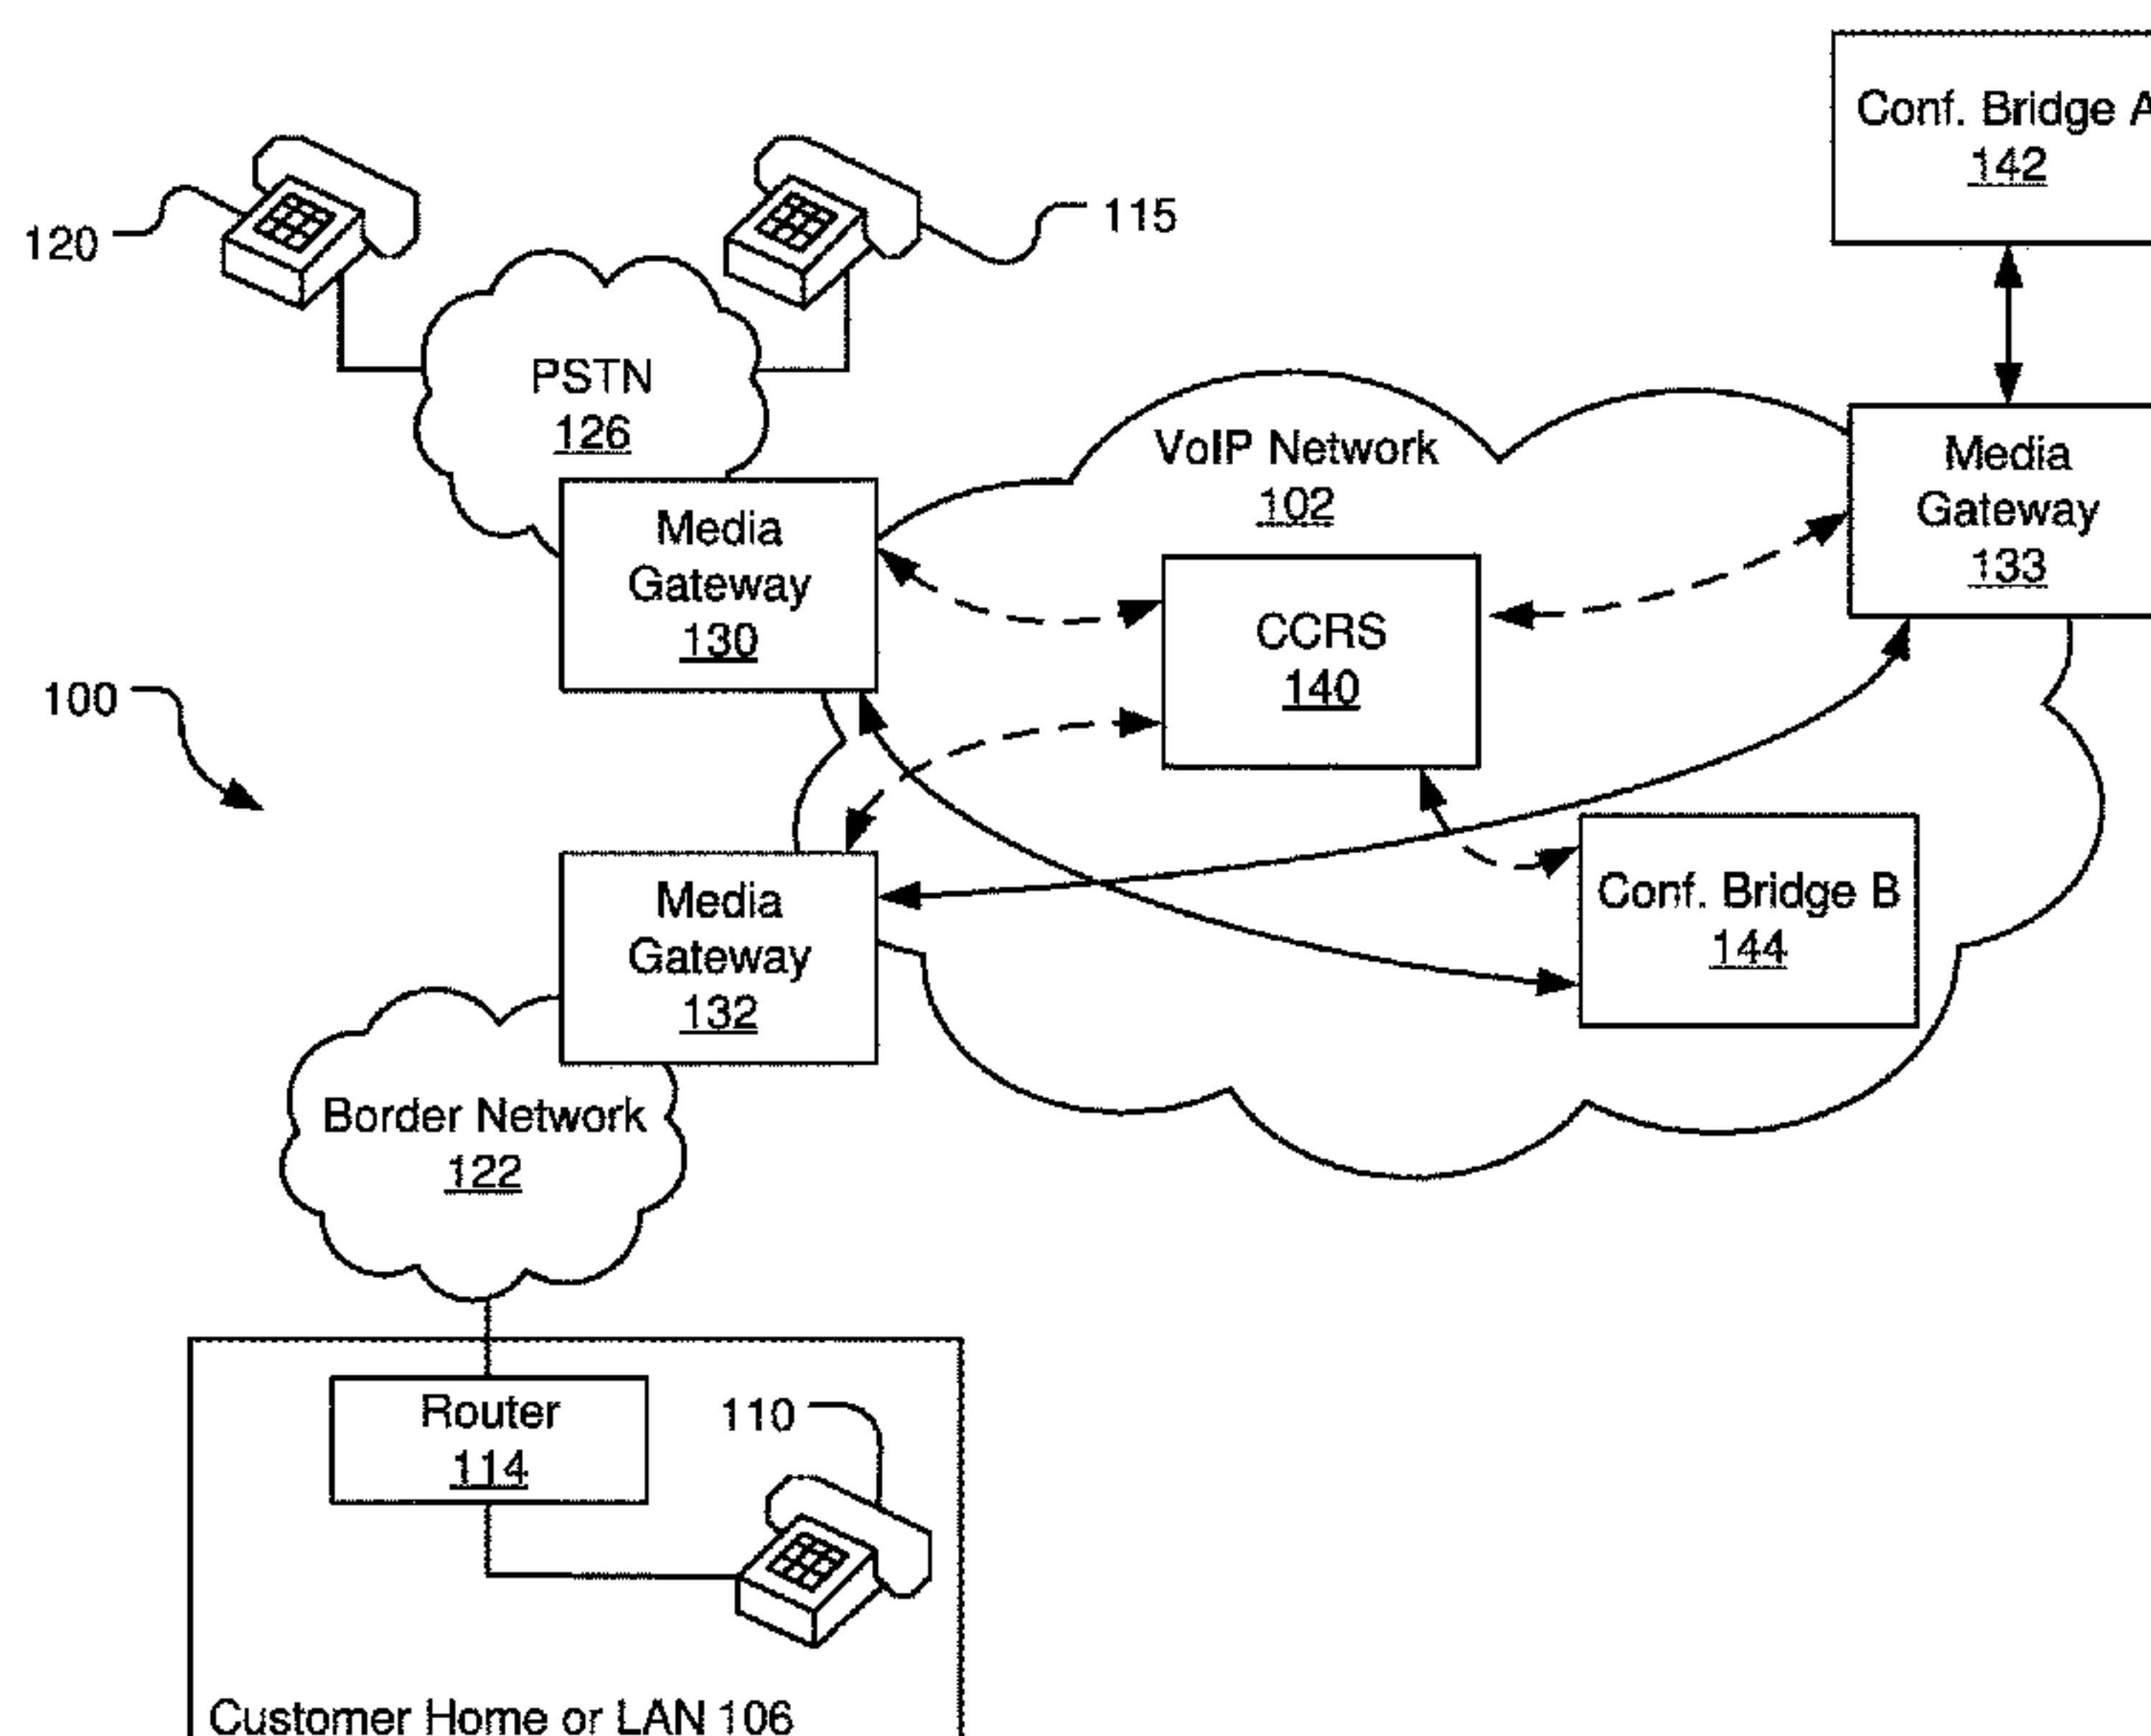 Conf. Bridge A
142
120
115
PSTN
126
VoIP Network
102
Media
Gateway
133
Media
Gateway
130
CCRS
140
100
Media
Gateway
132
Conf. Bridge B
144
Border Network
122
Router
114
110
Customer Home or LAN 106